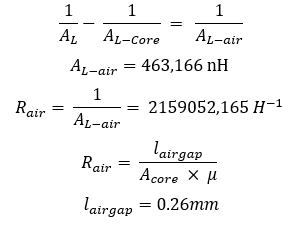 1/A_L − 1/A_{L−Core} = 1/A_{L−air}
A_{L−air} = 463,166 nH
R_{air} = 1/A_{L−air} = 2159052,165 H^{−1}
R_{air} = l_{airgap}/(A_{core} × μ)
l_{airgap} = 0.26mm